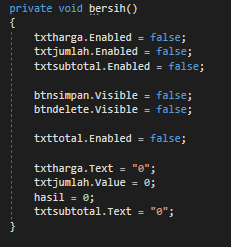 private void bersih()
{
txtharga.Enabled = false;
txtjumlah.Enabled = false;
txtsubtotal.Enabled = false;
btnsimpan.Visible = false;
btndelete.Visible = false;
txttotal.Enabled = false;
txtharga.Text = "0";
txtjumlah.Value = 0;
hasil = 0;
txtsubtotal.Text = "0";
}